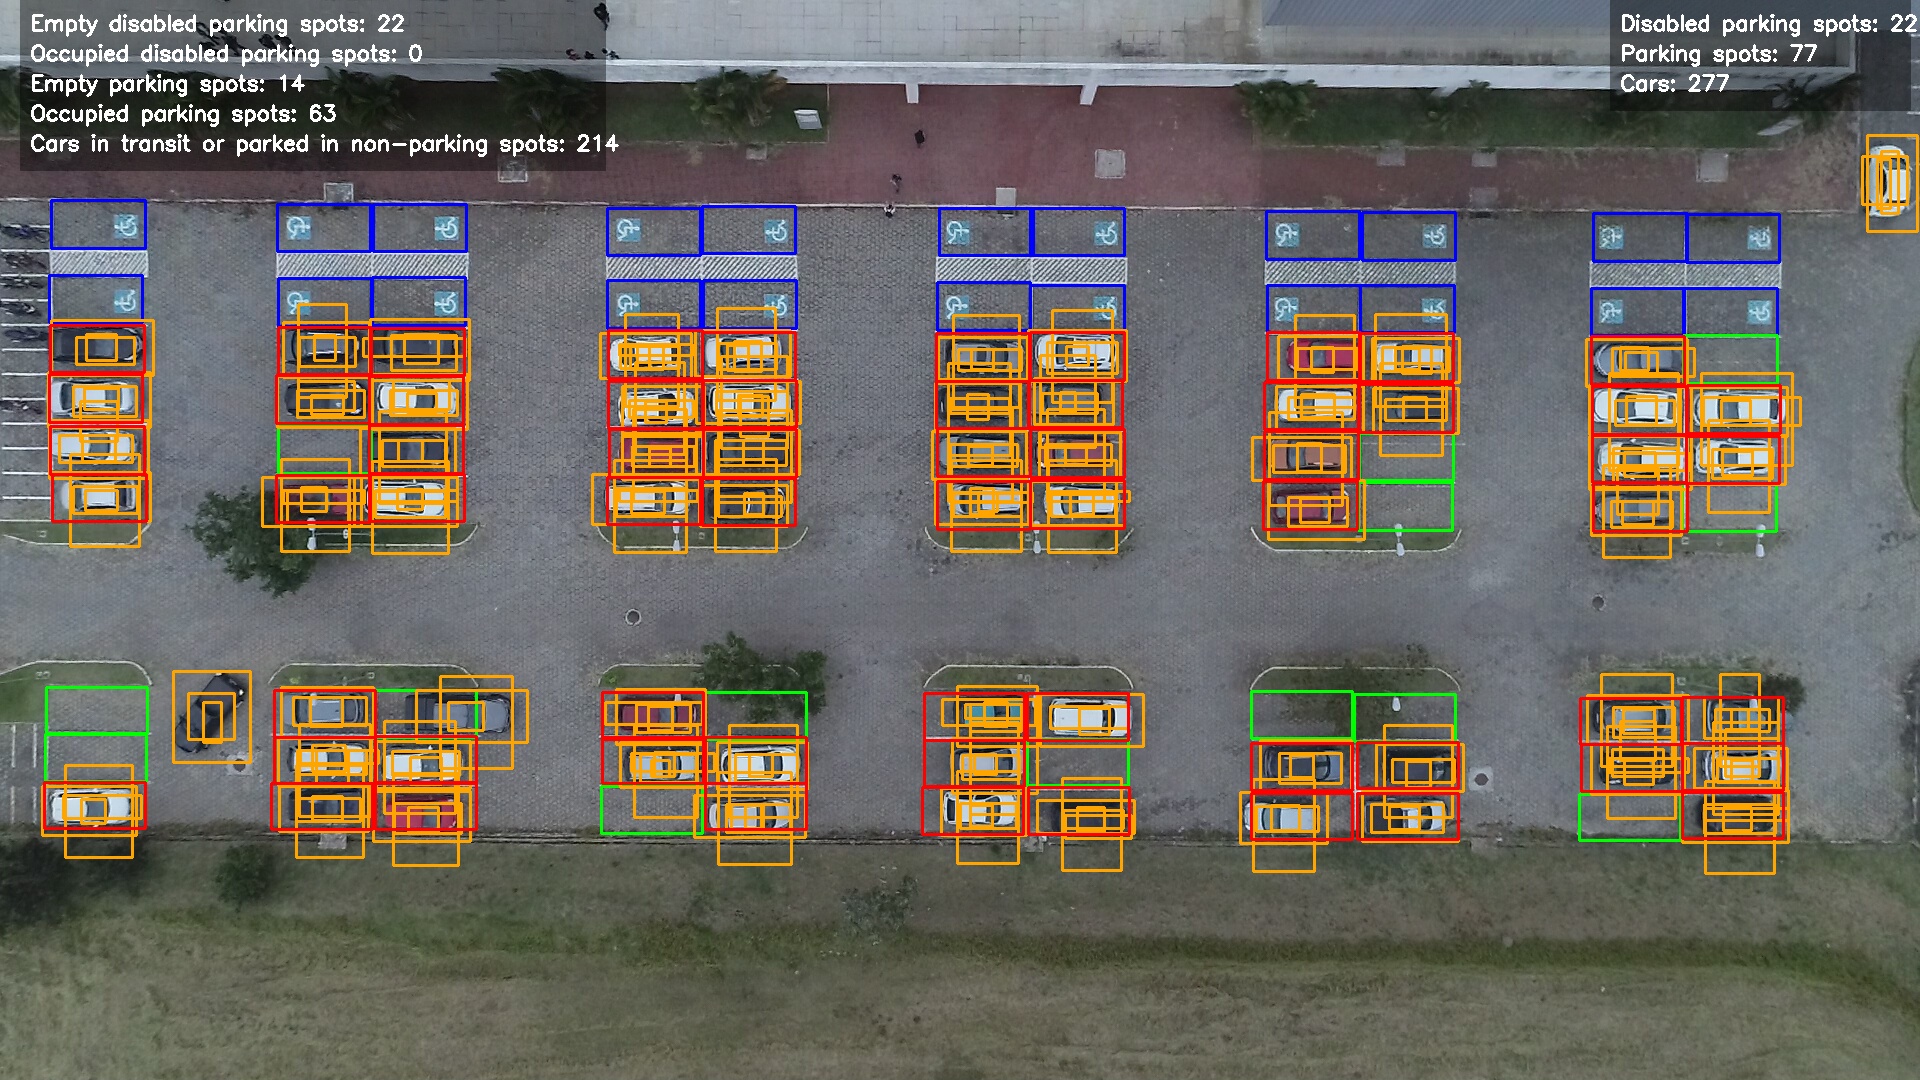 Empty disabled parking spots: 22
Occupied disabled parking spots: 0
Empty parking spots: 14
Occupied parking spots: 63
Cars in transit or parked in non-parking spots: 214
Disabled parking spots: 22
Parking spots: 77
Cars: 277